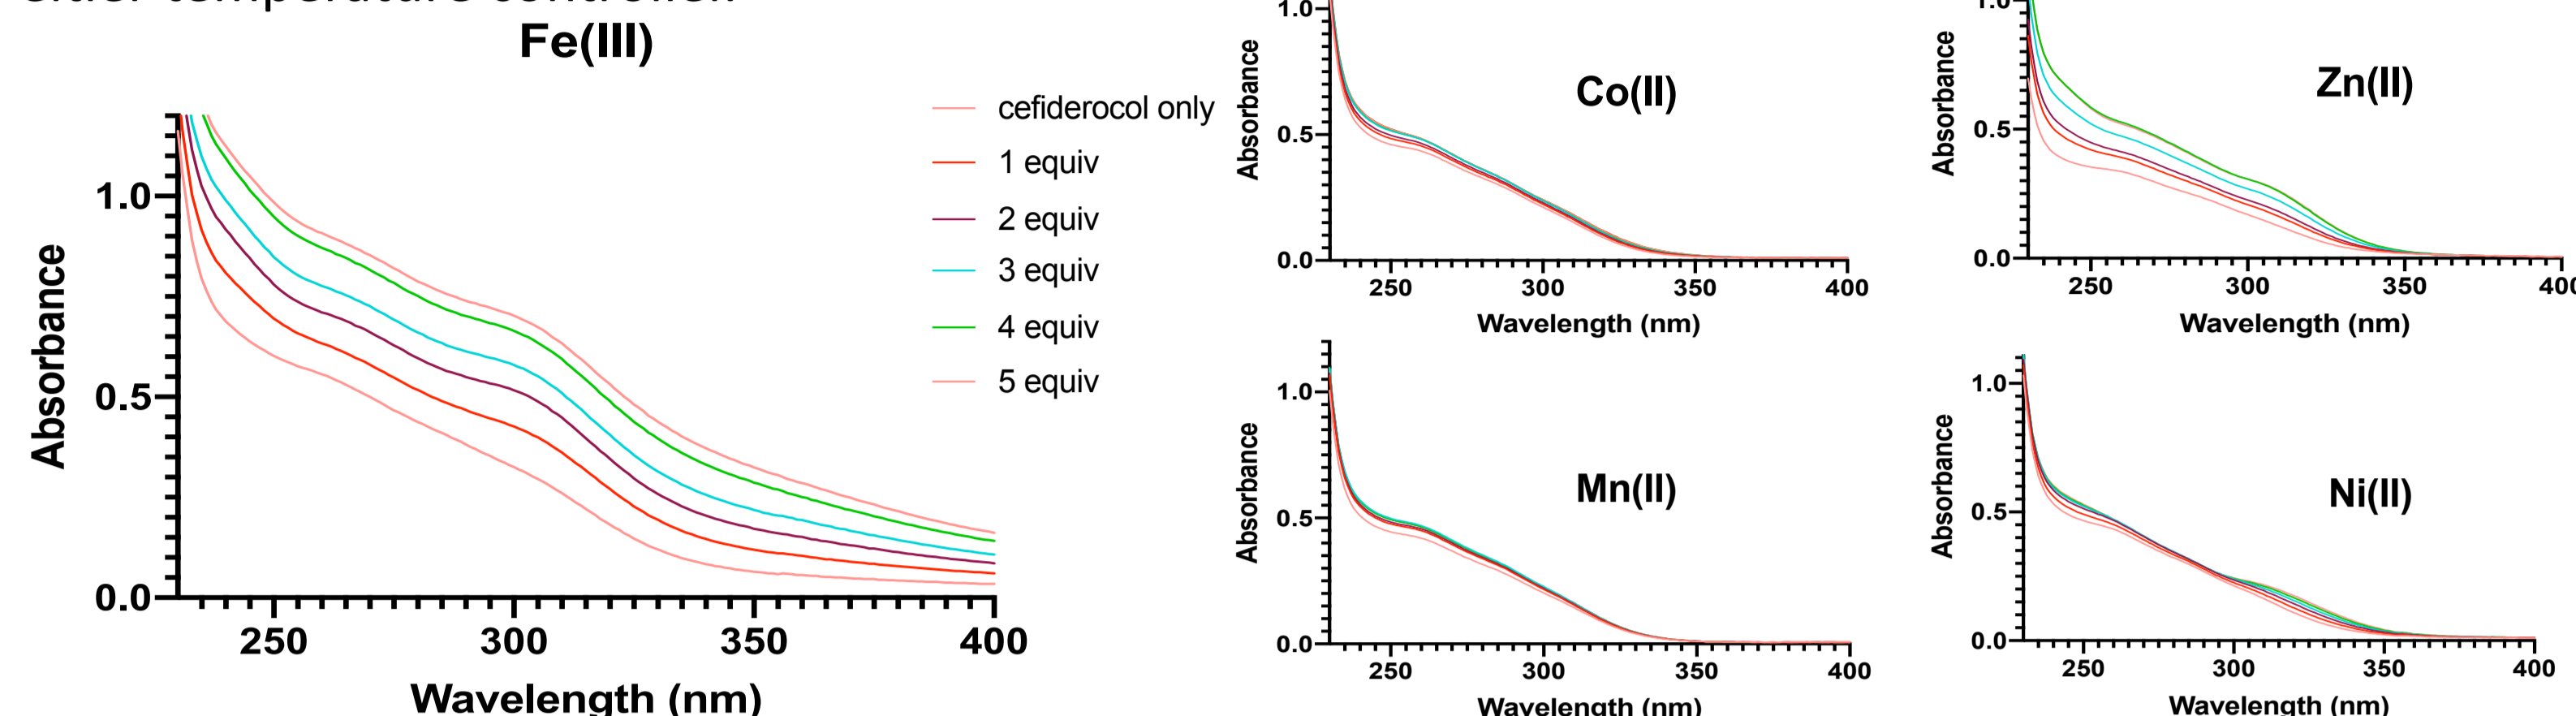 Fe(III)
1.0
0.5
0.0
250 300 350 400
Absorbance
Wavelength (nm)
cefiderocol only
1 equiv
2 equiv
3 equiv
4 equiv
5 equiv
Co(II)
1.0
0.5
0.0
250 300 350 400
Absorbance
Wavelength (nm)
Zn(II)
1.0
0.5
0.0
250 300 350
Absorbance
Wavelength (nm)
Mn(II)
1.0
0.5
0.0
250 300 350 400
Absorbance
Wavelength (nm)
Ni(II)
1.0
0.5
0.0
250 300 350 400
Absorbance
Wavelength (nm)